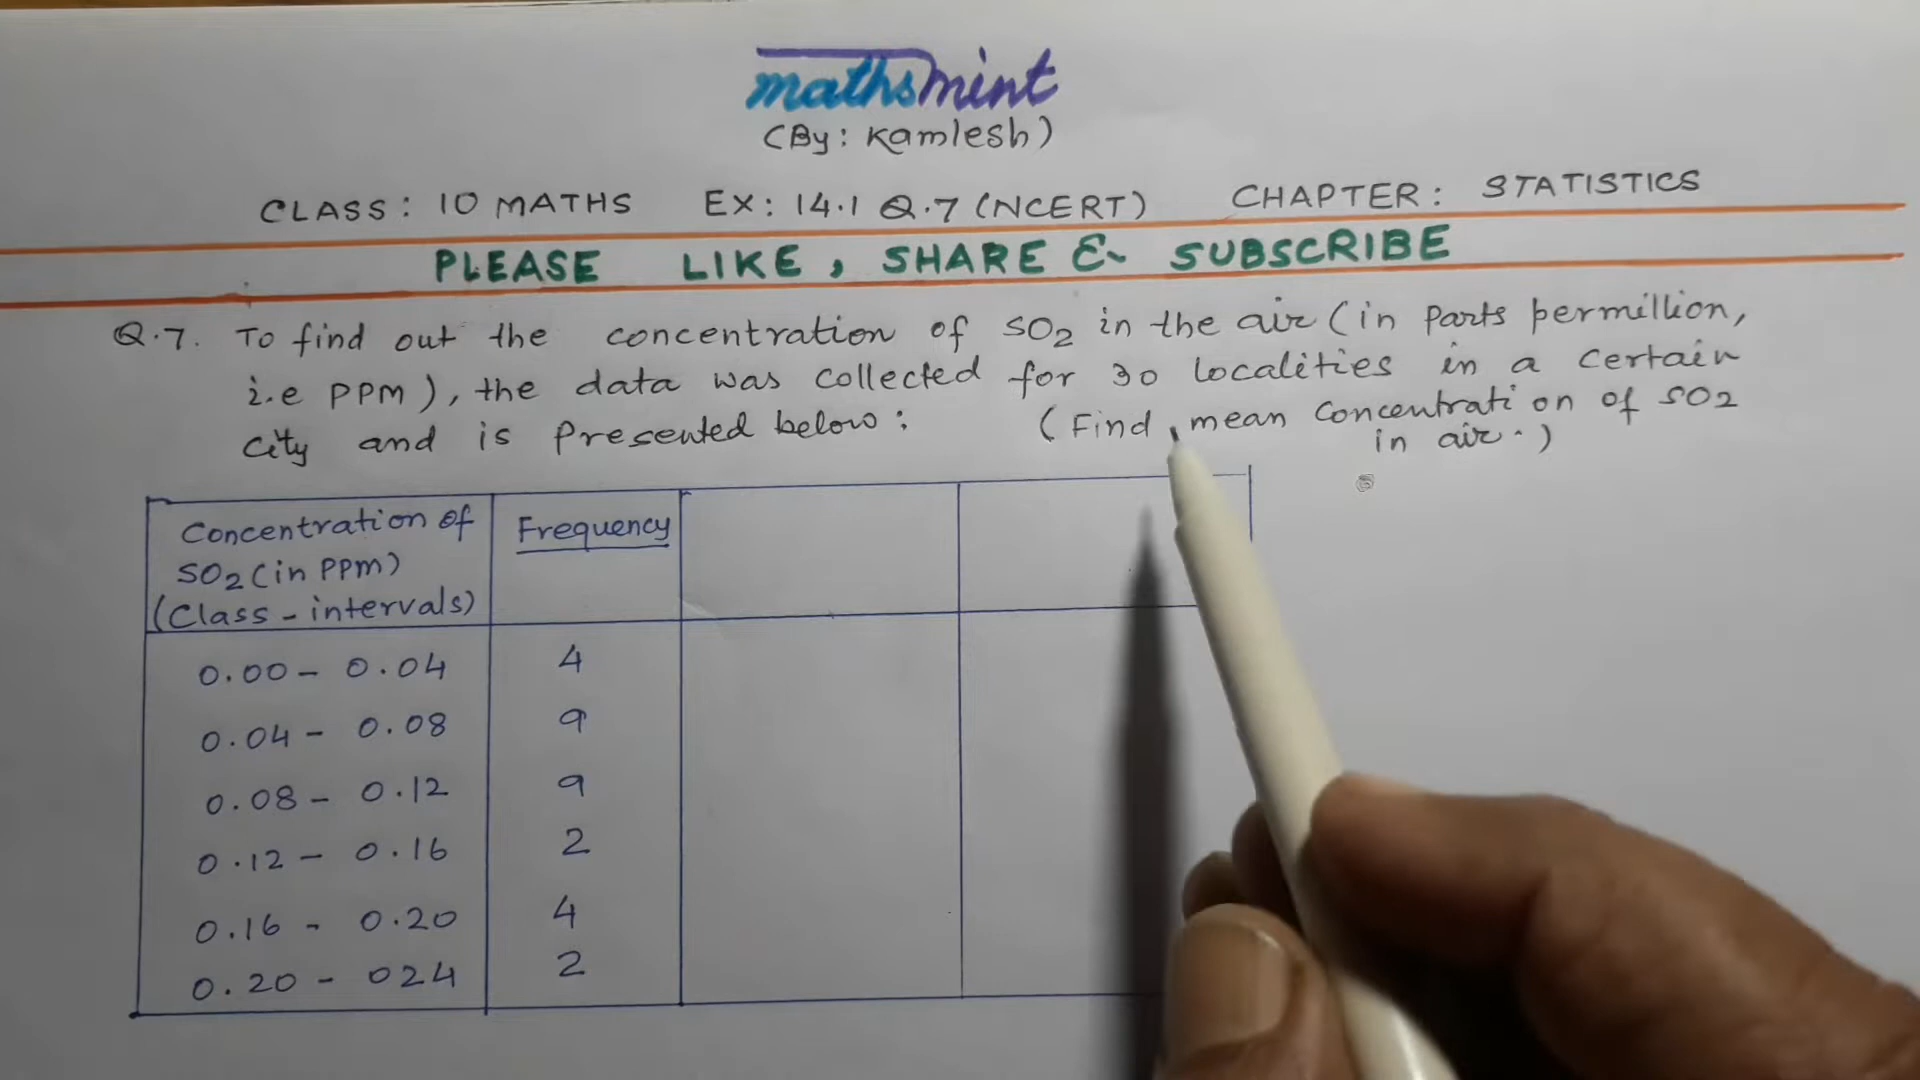 mathsmint
(By: Kamlesh)
CLASS: 10 MATHS EX: 14.1 Q.7 (NCERT) CHAPTER: STATISTICS
PLEASE LIKE, SHARE & SUBSCRIBE
Q.7. To find out the concentration of SO2 in the air (in parts permillion,
i.e PPM), the data was collected for 30 localities in a certain
city and is Presented below: (Find mean concentration of SO2
in air.)
Concentration of Frequency
SO2 (in PPm)
(Class-intervals)
0.00 - 0.04 4
0.04 - 0.08 9
0.08 - 0.12 9
0.12 - 0.16 2
0.16 - 0.20 4
0.20 - 024 2